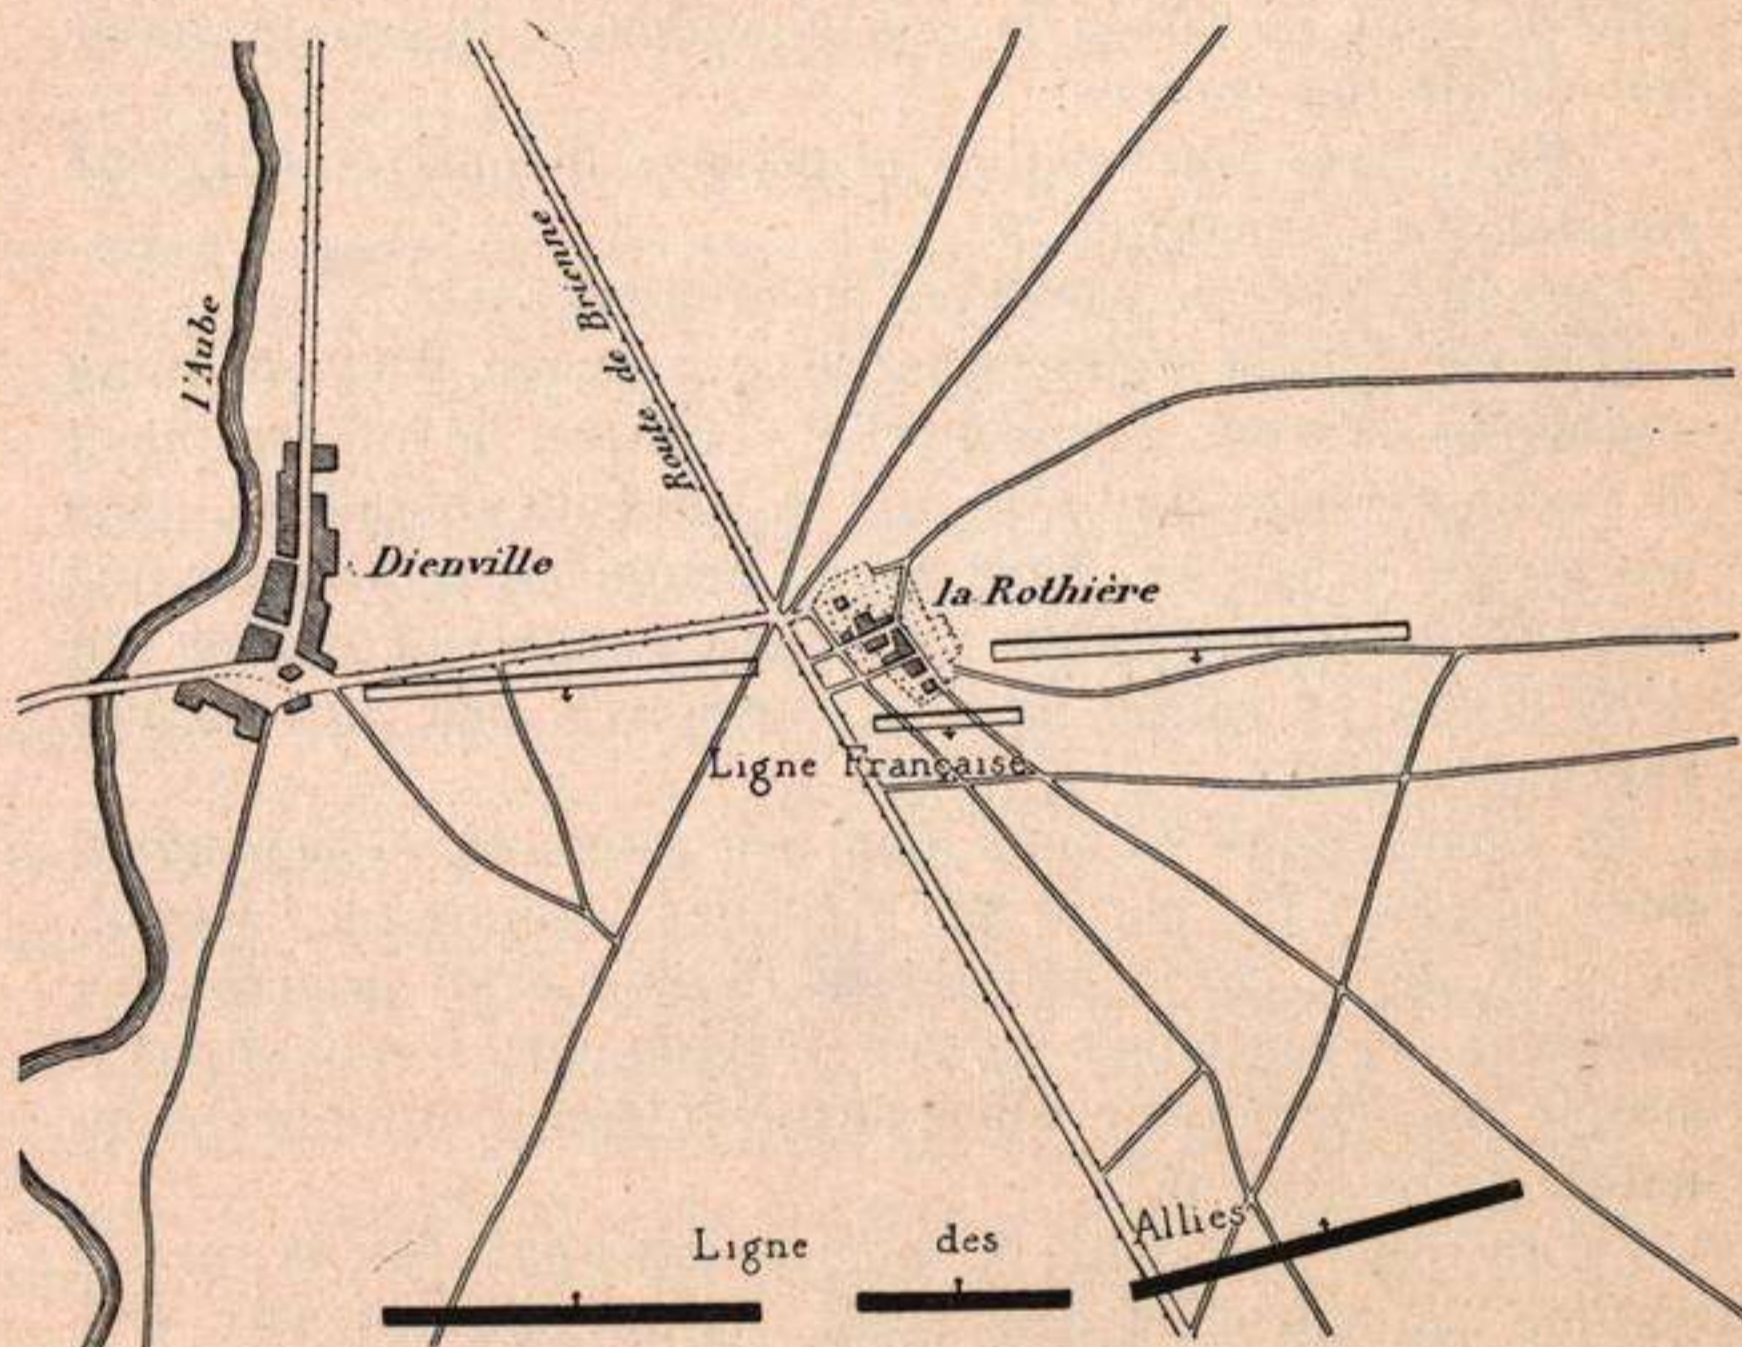 Route de Brienne
l'Aube
Dienville
la Rothière
Ligne Française
Ligne des Alliés